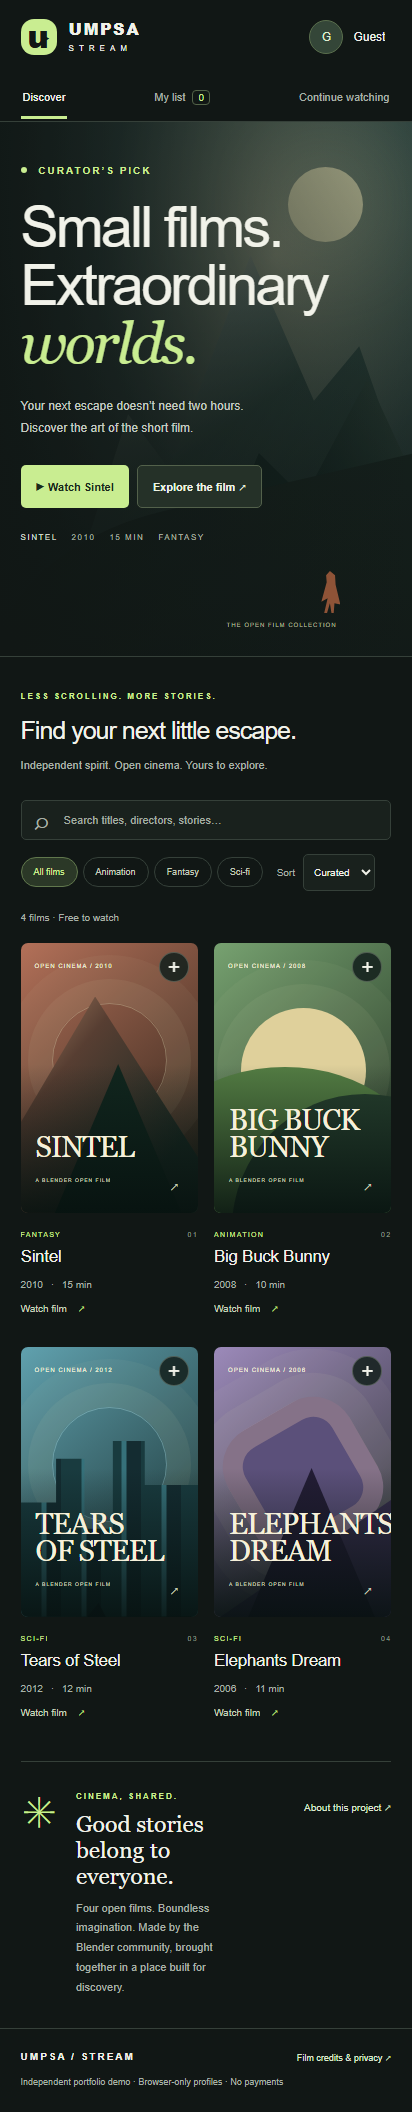 u UMPSA
STREAM
G Guest
Discover My list 0 Continue watching
CURATOR'S PICK
Small films.
Extraordinary
worlds.
Your next escape doesn't need two hours.
Discover the art of the short film.
▶ Watch Sintel Explore the film ↗
SINTEL 2010 15 MIN FANTASY
THE OPEN FILM COLLECTION
LESS SCROLLING. MORE STORIES.
Find your next little escape.
Independent spirit. Open cinema. Yours to explore.
Search titles, directors, stories...
All films Animation Fantasy Sci-fi Sort Curated
4 films · Free to watch
OPEN CINEMA / 2010 +
SINTEL
A BLENDER OPEN FILM ↗
FANTASY 01
Sintel
2010 · 15 min
Watch film ↗
OPEN CINEMA / 2008 +
BIG BUCK
BUNNY
A BLENDER OPEN FILM ↗
ANIMATION 02
Big Buck Bunny
2008 · 10 min
Watch film ↗
OPEN CINEMA / 2012 +
TEARS
OF STEEL
A BLENDER OPEN FILM ↗
SCI-FI 03
Tears of Steel
2012 · 12 min
Watch film ↗
OPEN CINEMA / 2006 +
ELEPHANTS
DREAM
A BLENDER OPEN FILM ↗
SCI-FI 04
Elephants Dream
2006 · 11 min
Watch film ↗
CINEMA, SHARED.
Good stories
belong to
everyone.
Four open films. Boundless
imagination. Made by the
Blender community, brought
together in a place built for
discovery.
About this project ↗
UMPSA / STREAM
Film credits & privacy ↗
Independent portfolio demo · Browser-only profiles · No payments